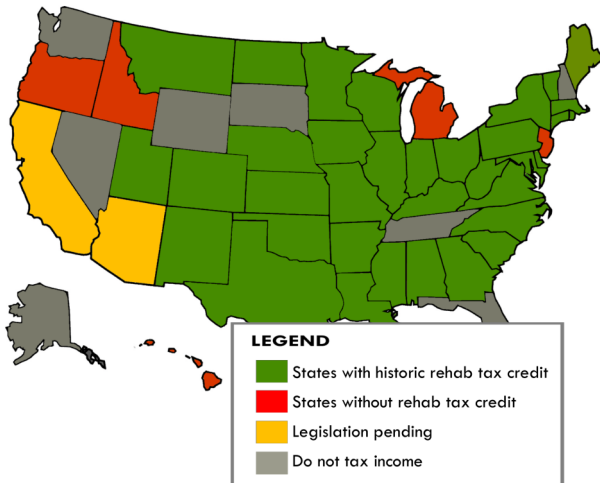 LEGEND
States with historic rehab tax credit
States without rehab tax credit
Legislation pending
Do not tax income